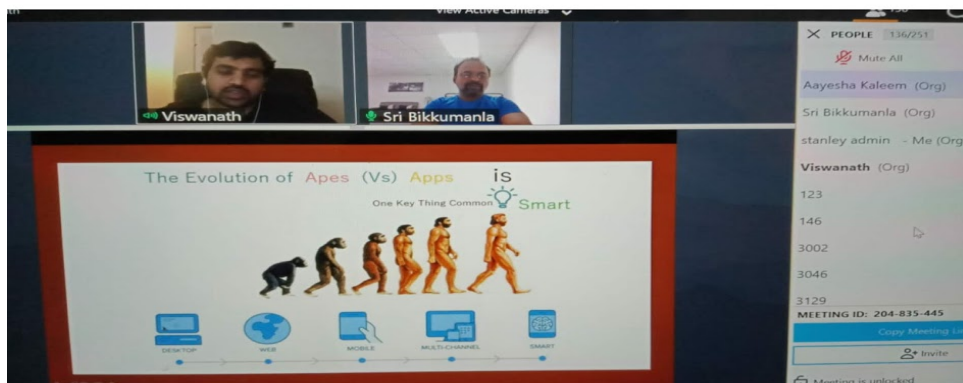 View Active Cameras
Viswanath
Sri Bikkumanla
The Evolution of Apes (Vs) Apps is
One Key Thing Common
Smart
DESKTOP
WEB
MOBILE
MULTI-CHANNEL
SMART
PEOPLE 136/251
Mute All
Aayesha Kaleem (Org)
Sri Bikkumanla (Org)
stanley admin - Me (Org
Viswanath (Org)
123
146
3002
3046
3129
MEETING ID: 204-835-445
Copy Meeting
Invite
Meeting is unlocked